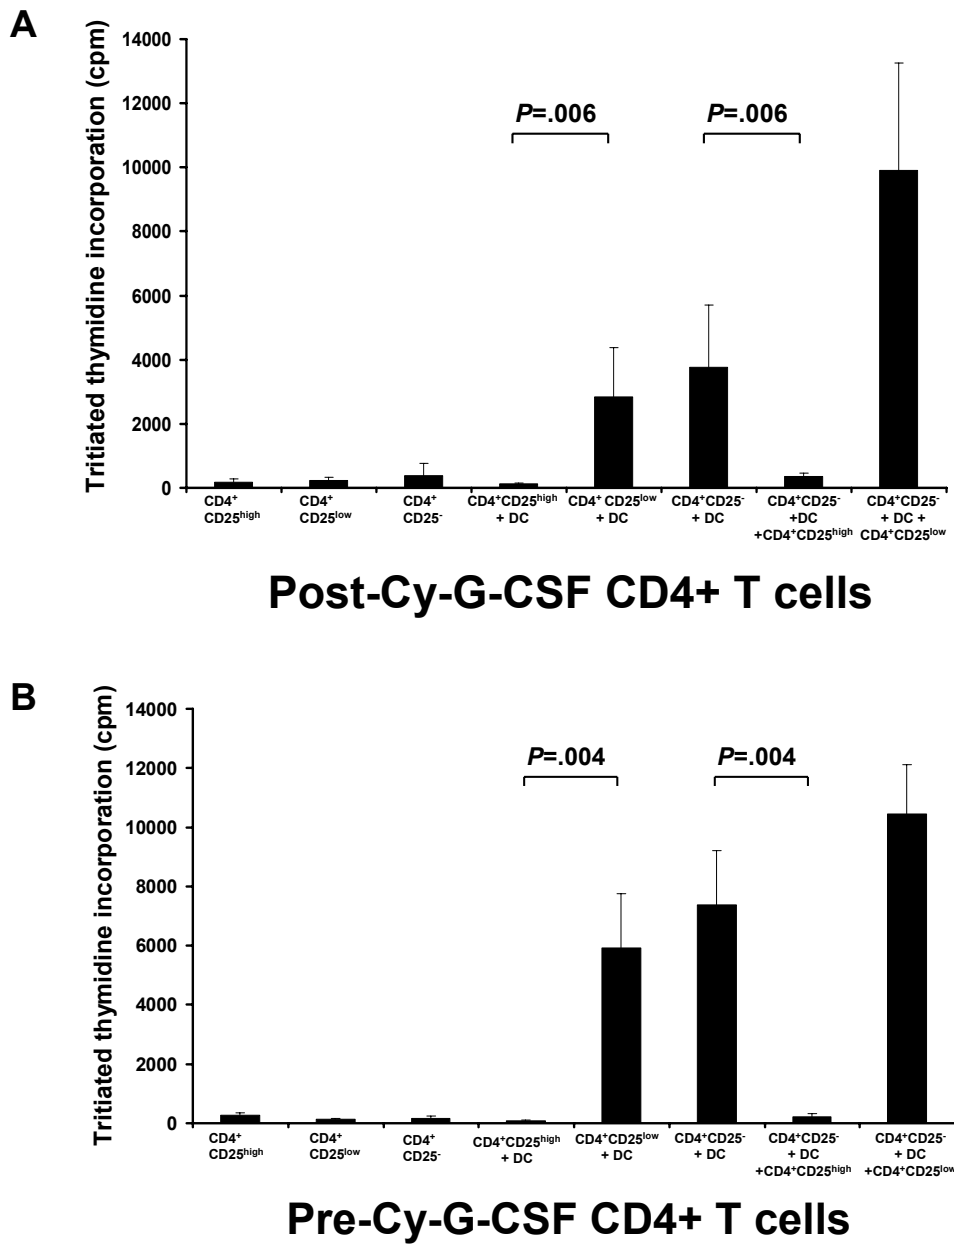 A
Tritiated thymidine incorporation (cpm)
14000
12000
10000
8000
6000
4000
2000
0
P=.006
P=.006
CD4⁺
CD25ʰⁱᵍʰ
CD4⁺
CD25ˡᵒʷ
CD4⁺
CD25-
CD4⁺CD25ʰⁱᵍʰ
+ DC
CD4⁺ CD25ˡᵒʷ
+ DC
CD4⁺CD25-
+ DC
CD4⁺CD25-
+DC
+CD4⁺CD25ʰⁱᵍʰ
CD4⁺CD25-
+ DC +
CD4⁺CD25ˡᵒʷ
Post-Cy-G-CSF CD4+ T cells
B
Tritiated thymidine incorporation (cpm)
14000
12000
10000
8000
6000
4000
2000
0
P=.004
P=.004
CD4⁺
CD25ʰⁱᵍʰ
CD4⁺
CD25ˡᵒʷ
CD4⁺
CD25-
CD4⁺CD25ʰⁱᵍʰ
+ DC
CD4⁺CD25ˡᵒʷ
+ DC
CD4⁺CD25-
+ DC
CD4⁺CD25-
+ DC
+CD4⁺CD25ʰⁱᵍʰ
CD4⁺CD25-
+ DC
+CD4⁺CD25ˡᵒʷ
Pre-Cy-G-CSF CD4+ T cells